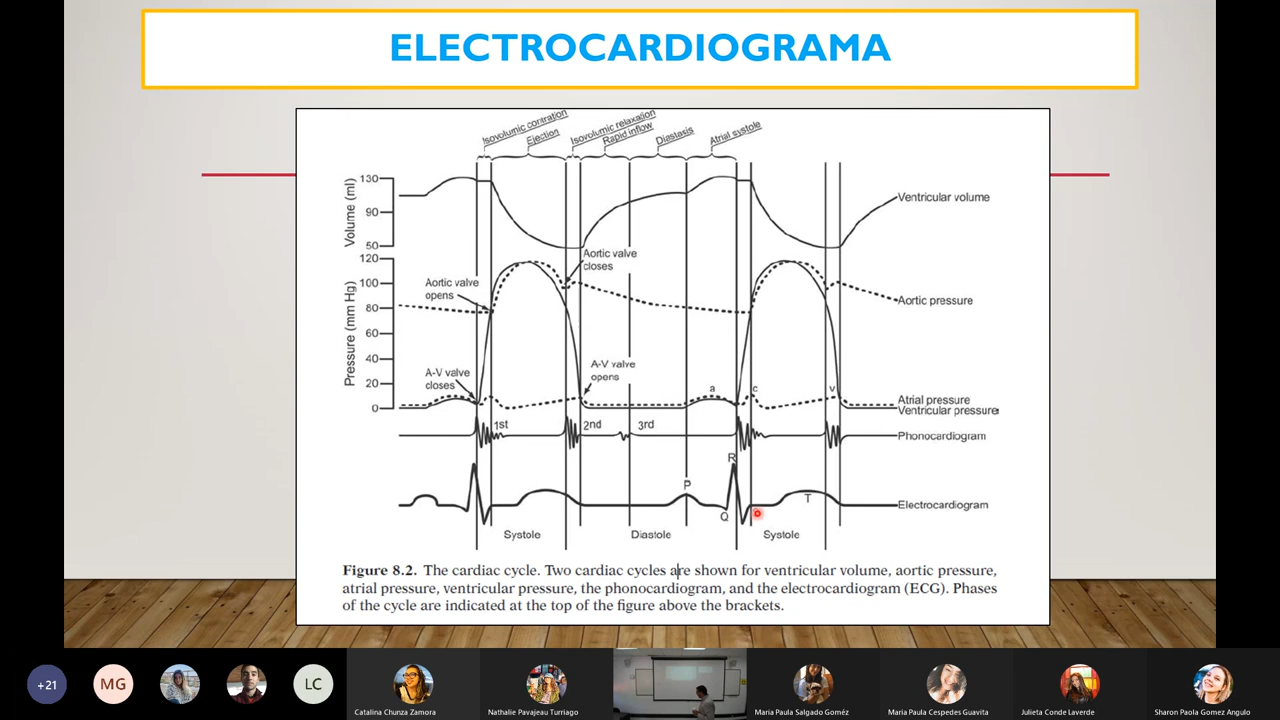 ELECTROCARDIOGRAMA
Isovolumic contration
Ejection
Isovolumic relaxation
Rapid inflow
Diastasis
Atrial systole
Volume (ml)
130
90
50
Ventricular volume
Pressure (mm Hg)
120
100
80
60
40
20
0
Aortic valve
opens
Aortic valve
closes
Aortic pressure
A-V valve
closes
A-V valve
opens
a
c
v
Atrial pressure
Ventricular pressure
1st
2nd
3rd
Phonocardiogram
P
R
Q
T
Electrocardiogram
Systole
Diastole
Systole
Figure 8.2. The cardiac cycle. Two cardiac cycles are shown for ventricular volume, aortic pressure,
atrial pressure, ventricular pressure, the phonocardiogram, and the electrocardiogram (ECG). Phases
of the cycle are indicated at the top of the figure above the brackets.
+21
MG
LC
Catalina Chunza Zamora
Nathalie Pavajeau Turriago
Maria Paula Salgado Goméz
Maria Paula Cespedes Guavita
Julieta Conde Laverde
Sharon Paola Gomez Angulo